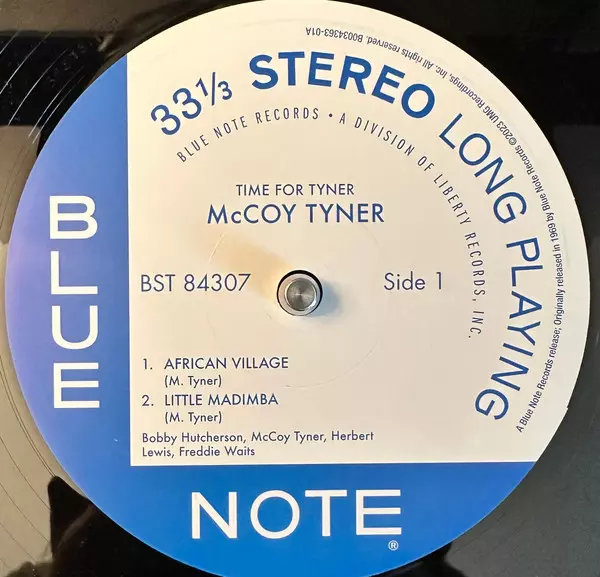 33⅓ STEREO LONG PLAYING
BLUE NOTE RECORDS • A DIVISION OF LIBERTY RECORDS, INC.
A Blue Note Records release; Originally released in 1969 by Blue Note Records ©2023 UMG Recordings, Inc. All rights reserved. B0034363-01A
TIME FOR TYNER
McCOY TYNER
BST 84307
Side 1
1. AFRICAN VILLAGE
(M. Tyner)
2. LITTLE MADIMBA
(M. Tyner)
Bobby Hutcherson, McCoy Tyner, Herbert
Lewis, Freddie Waits
BLUE
NOTE®